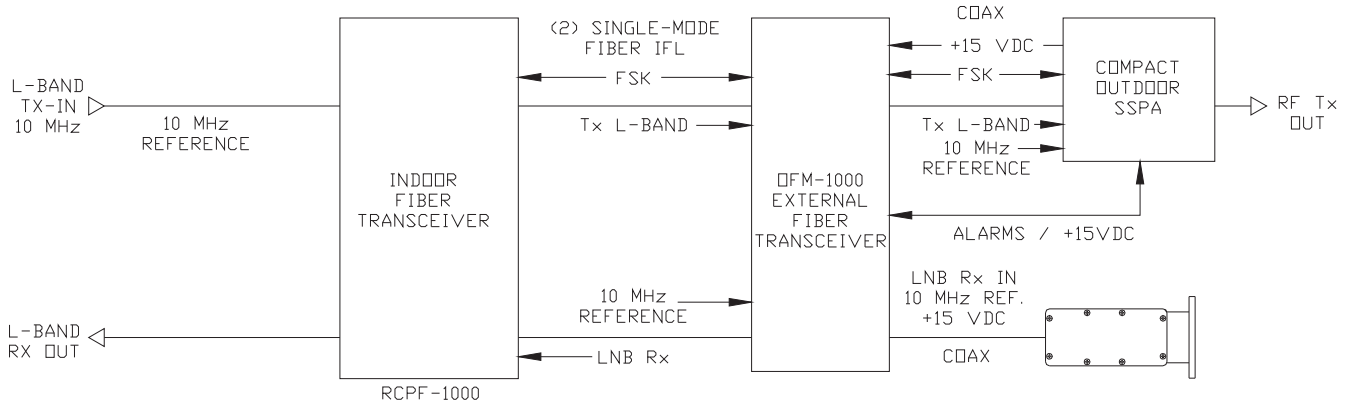 L-BAND
TX-IN
10 MHz
10 MHz
REFERENCE
INDOOR
FIBER
TRANSCEIVER
RCPF-1000
(2) SINGLE-MODE
FIBER IFL
FSK
Tx L-BAND
10 MHz
REFERENCE
LNB Rx
OFM-1000
EXTERNAL
FIBER
TRANSCEIVER
COAX
+15 VDC
FSK
Tx L-BAND
10 MHz
REFERENCE
COMPACT
OUTDOOR
SSPA
RF Tx
OUT
ALARMS / +15VDC
LNB Rx IN
10 MHz REF.
+15 VDC
COAX
L-BAND
RX OUT